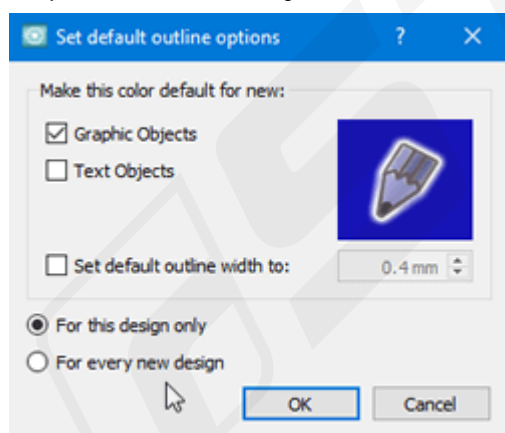 Set default outline options ?
Make this color default for new:
Graphic Objects
Text Objects
Set default outline width to: 0.4 mm
For this design only
For every new design
OK Cancel